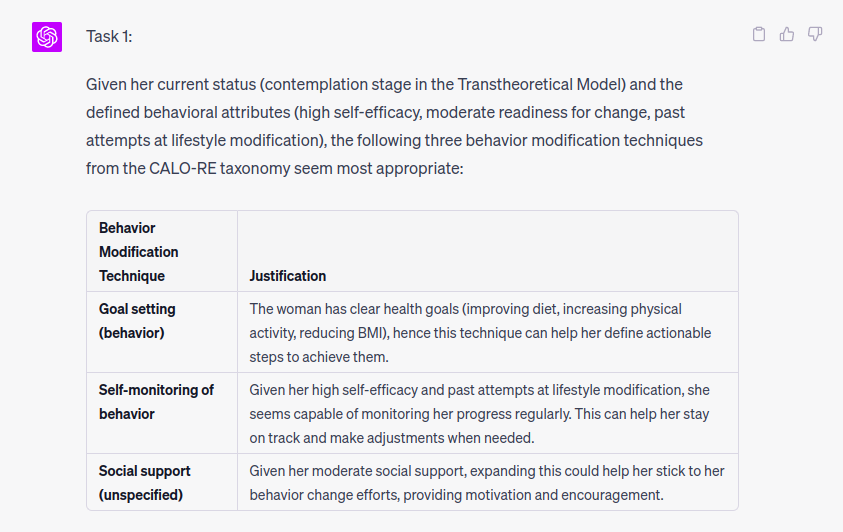 Task 1:
Given her current status (contemplation stage in the Transtheoretical Model) and the
defined behavioral attributes (high self-efficacy, moderate readiness for change, past
attempts at lifestyle modification), the following three behavior modification techniques
from the CALO-RE taxonomy seem most appropriate:
Behavior
Modification
Technique
Justification
Goal setting
(behavior)
The woman has clear health goals (improving diet, increasing physical
activity, reducing BMI), hence this technique can help her define actionable
steps to achieve them.
Self-monitoring of
behavior
Given her high self-efficacy and past attempts at lifestyle modification, she
seems capable of monitoring her progress regularly. This can help her stay
on track and make adjustments when needed.
Social support
(unspecified)
Given her moderate social support, expanding this could help her stick to her
behavior change efforts, providing motivation and encouragement.